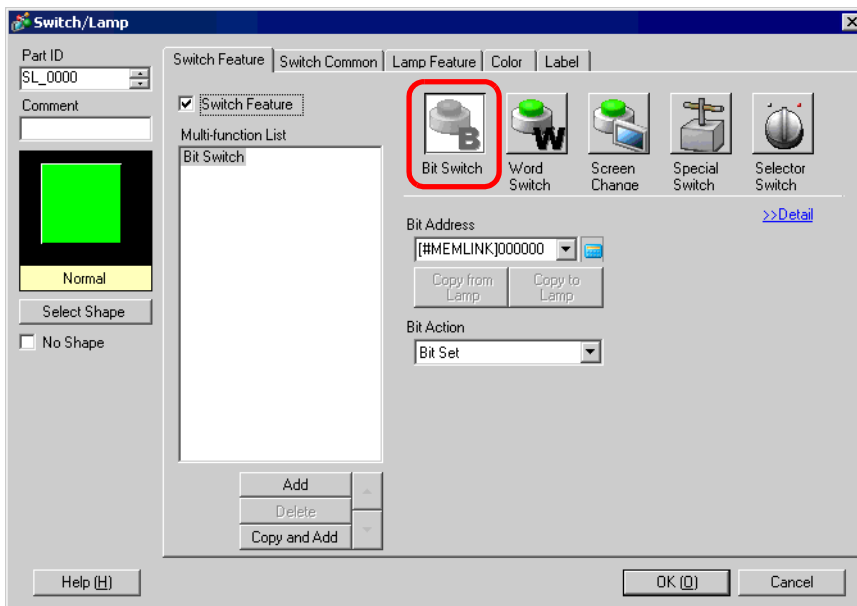 Switch/Lamp
Part ID
SL_0000
Comment
Normal
Select Shape
No Shape
Switch Feature
Switch Common
Lamp Feature
Color
Label
Switch Feature
Multi-function List
Bit Switch
Add
Delete
Copy and Add
Bit Switch
Word Switch
Screen Change
Special Switch
Selector Switch
>>Detail
Bit Address
[#MEMLINK]000000
Copy from Lamp
Copy to Lamp
Bit Action
Bit Set
Help (H)
OK (O)
Cancel